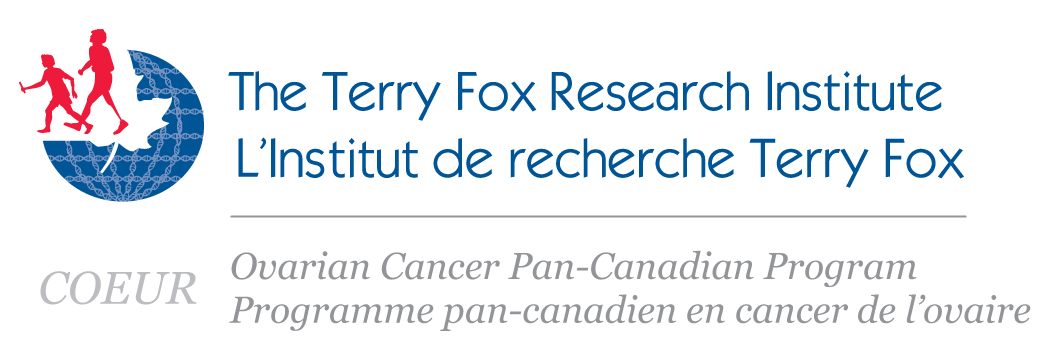 The Terry Fox Research Institute
L'Institut de recherche Terry Fox
COEUR
Ovarian Cancer Pan-Canadian Program
Programme pan-canadien en cancer de l'ovaire